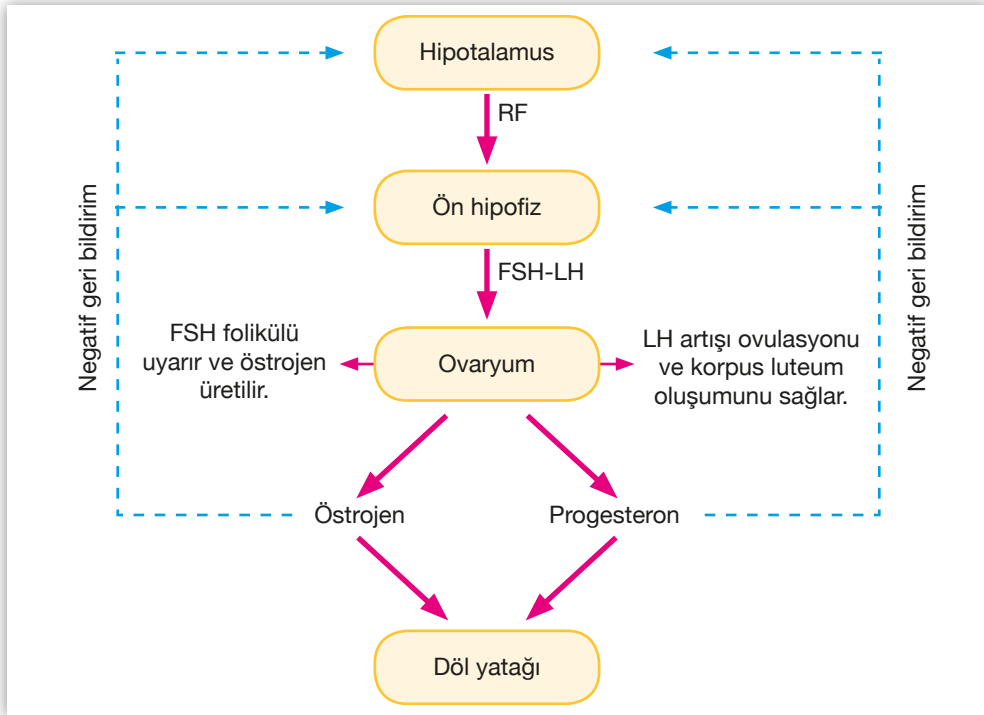 Hipotalamus
RF
Ön hipofiz
FSH-LH
Negatif geri bildirim
FSH folikülü
uyarır ve östrojen
üretilir.
Ovaryum
LH artışı ovulasyonu
ve korpus luteum
oluşumunu sağlar.
Negatif geri bildirim
Östrojen
Progesteron
Döl yatağı